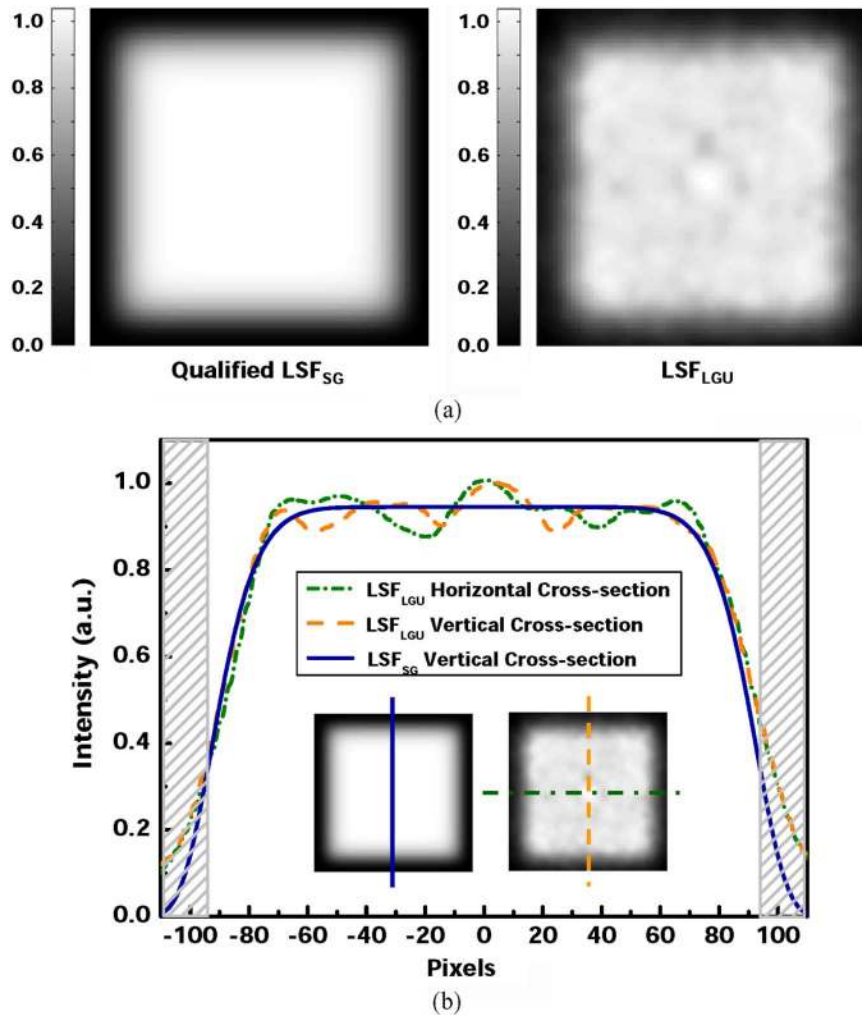 1.0
0.8
0.6
0.4
0.2
0.0
Qualified LSF_SG
1.0
0.8
0.6
0.4
0.2
0.0
LSF_LGU
(a)
Intensity (a.u.)
1.0
0.8
0.6
0.4
0.2
0.0
LSF_LGU Horizontal Cross-section
LSF_LGU Vertical Cross-section
LSF_SG Vertical Cross-section
-100 -80 -60 -40 -20 0 20 40 60 80 100
Pixels
(b)